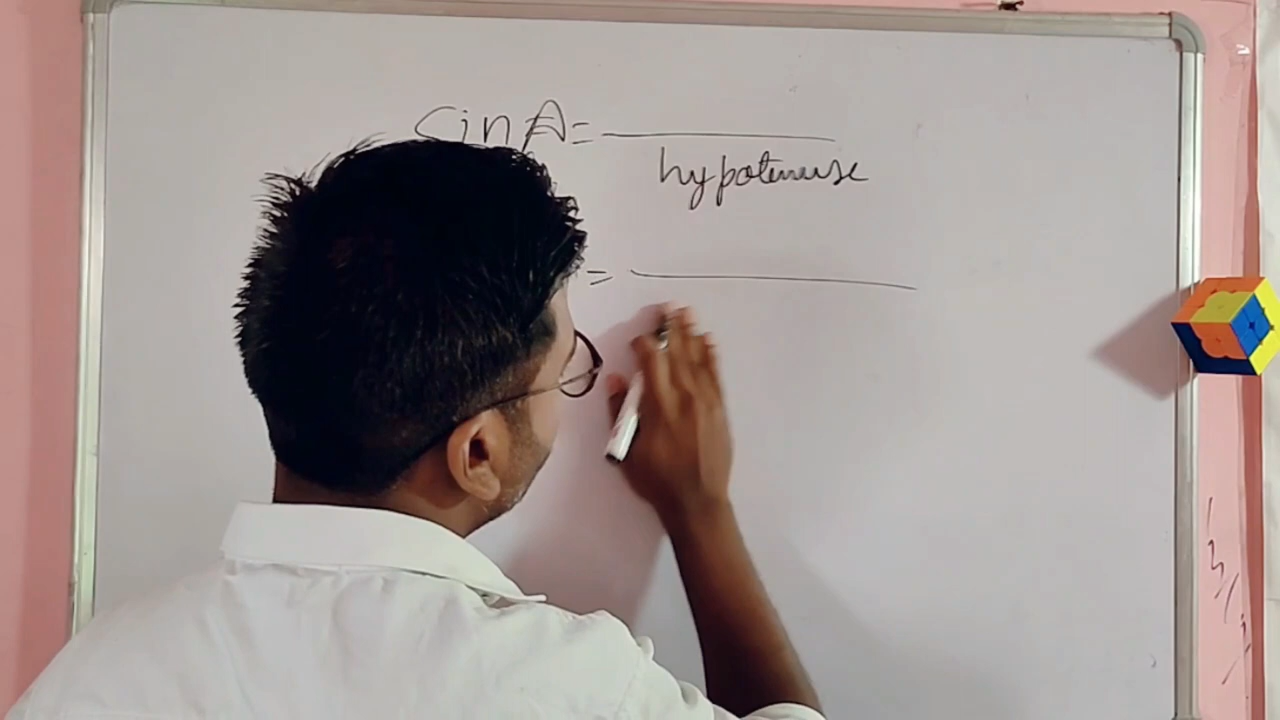 sin A =
hypotenuse
=